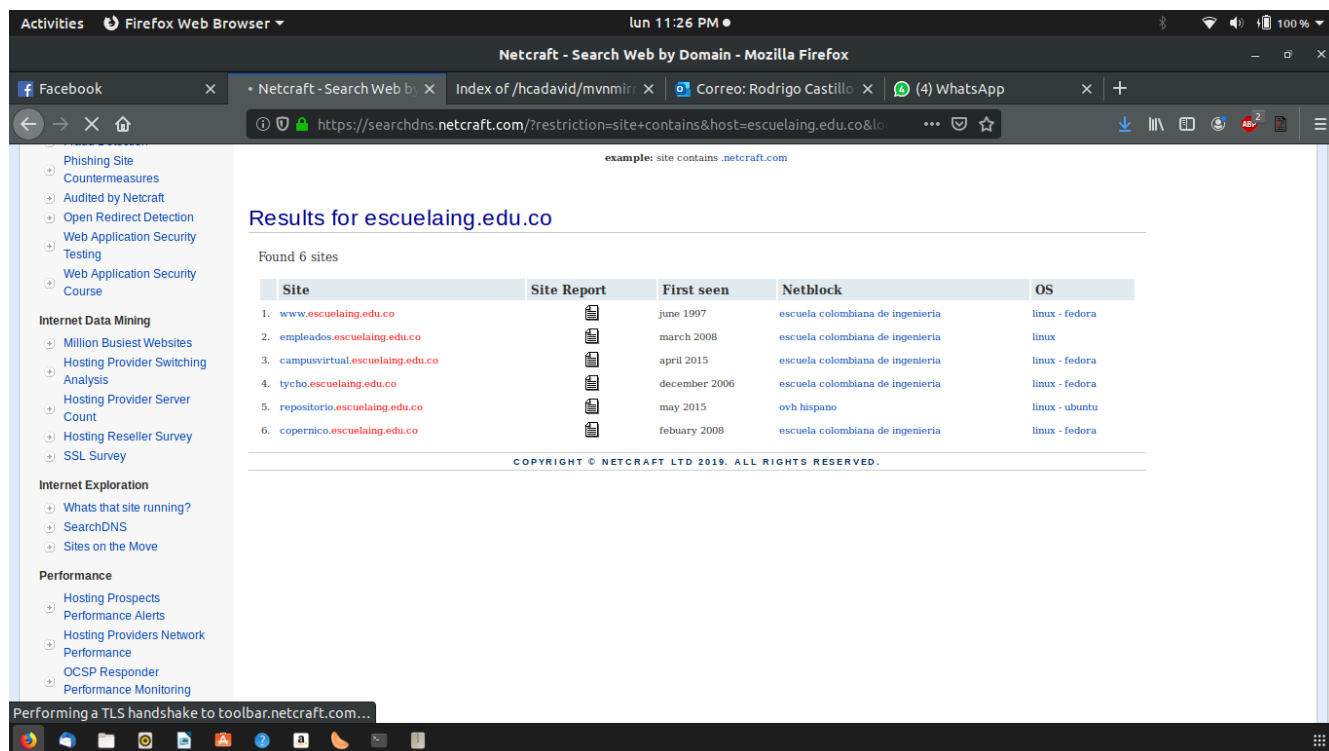 Activities Firefox Web Browser lun 11:26 PM 100 %
Netcraft - Search Web by Domain - Mozilla Firefox
Facebook
Netcraft - Search Web by
Index of /hcadavid/mvnmirr
Correo: Rodrigo Castillo
(4) WhatsApp
https://searchdns.netcraft.com/?restriction=site+contains&host=escuelaing.edu.co&lo
ABP 2
Phishing Site
Countermeasures
Audited by Netcraft
Open Redirect Detection
Web Application Security
Testing
Web Application Security
Course
Internet Data Mining
Million Busiest Websites
Hosting Provider Switching
Analysis
Hosting Provider Server
Count
Hosting Reseller Survey
SSL Survey
Internet Exploration
Whats that site running?
SearchDNS
Sites on the Move
Performance
Hosting Prospects
Performance Alerts
Hosting Providers Network
Performance
OCSP Responder
Performance Monitoring
example: site contains .netcraft.com
Results for escuelaing.edu.co
Found 6 sites
Site Site Report First seen Netblock OS
1. www.escuelaing.edu.co june 1997 escuela colombiana de ingenieria linux - fedora
2. empleados.escuelaing.edu.co march 2008 escuela colombiana de ingenieria linux
3. campusvirtual.escuelaing.edu.co april 2015 escuela colombiana de ingenieria linux - fedora
4. tycho.escuelaing.edu.co december 2006 escuela colombiana de ingenieria linux - fedora
5. repositorio.escuelaing.edu.co may 2015 ovh hispano linux - ubuntu
6. copernico.escuelaing.edu.co febuary 2008 escuela colombiana de ingenieria linux - fedora
COPYRIGHT © NETCRAFT LTD 2019. ALL RIGHTS RESERVED.
Performing a TLS handshake to toolbar.netcraft.com...